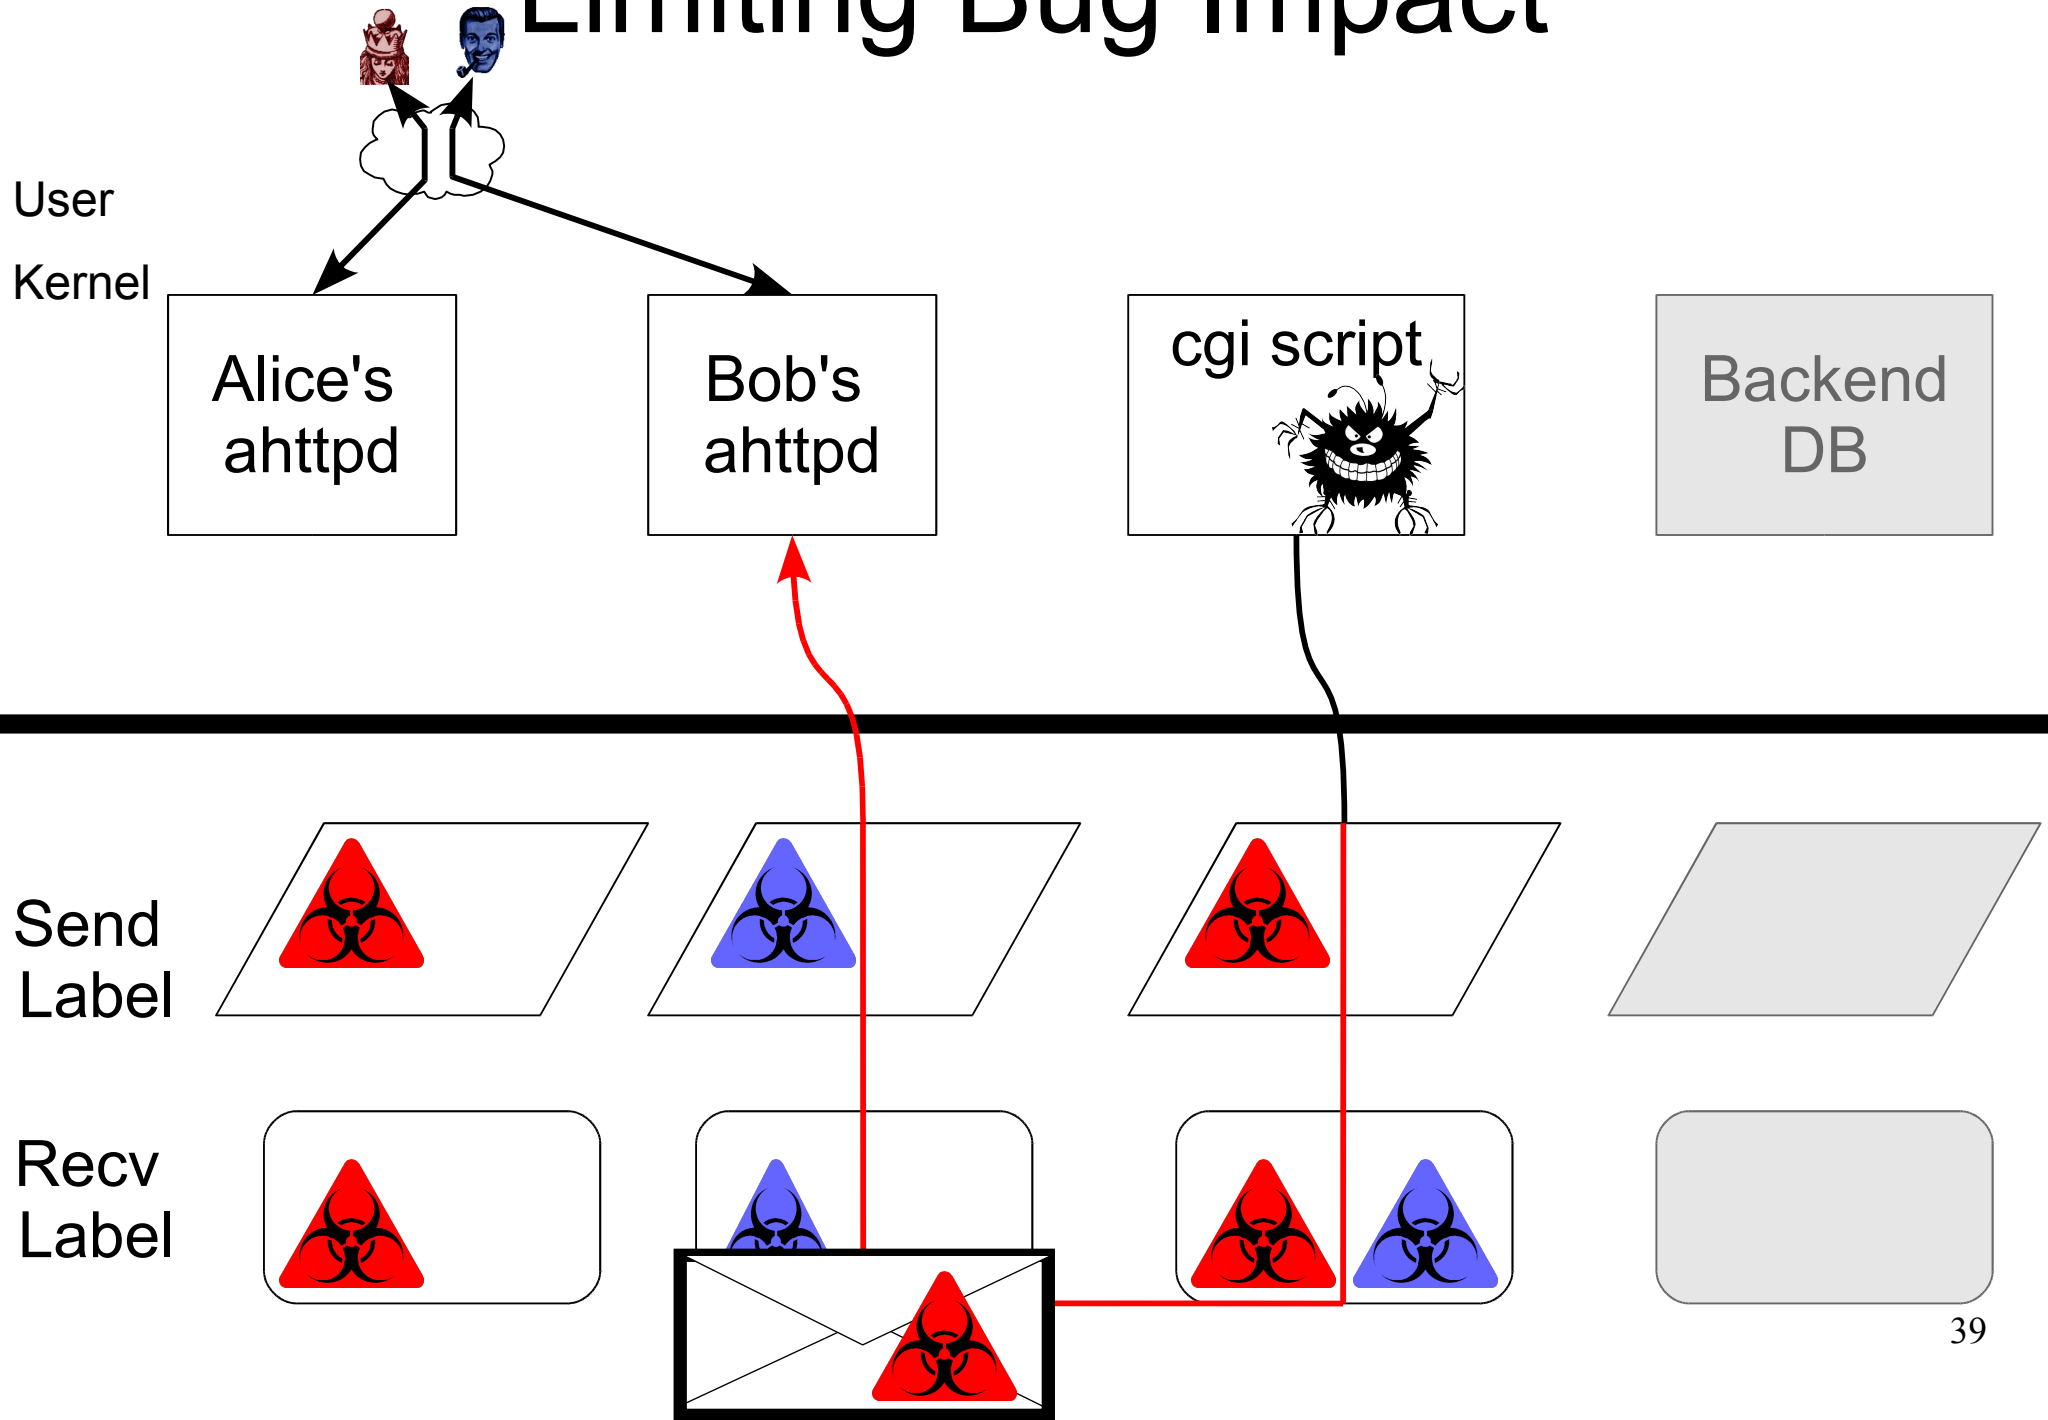 Limiting Bug Impact
User
Kernel
Alice's
ahttpd
Bob's
ahttpd
cgi script
Backend
DB
Send
Label
Recv
Label
39